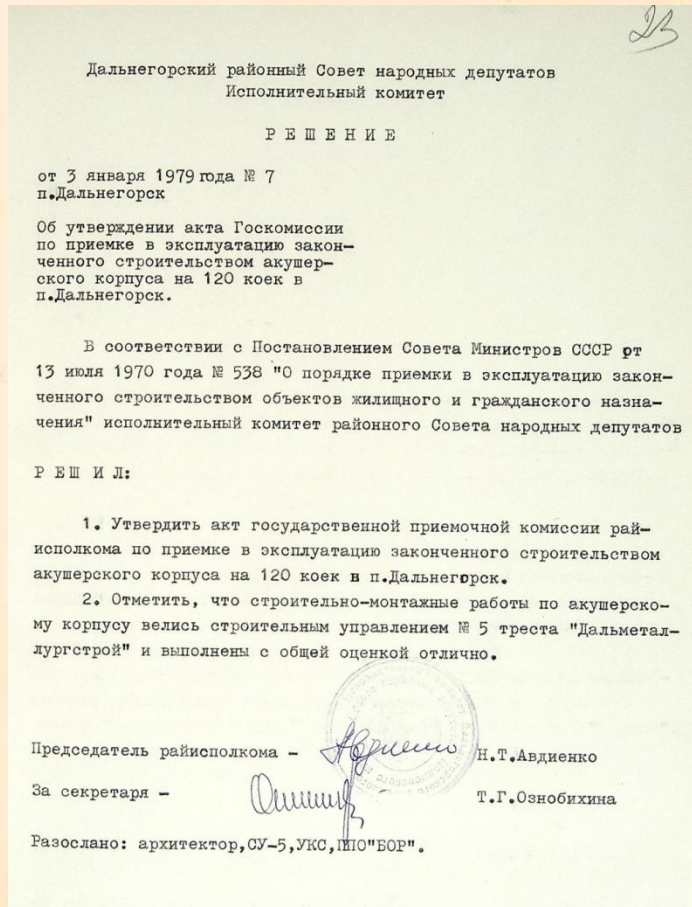 23
Дальнегорский районный Совет народных депутатов
Исполнительный комитет
Р Е Ш Е Н И Е
от 3 января 1979 года № 7
п.Дальнегорск
Об утверждении акта Госкомиссии
по приемке в эксплуатацию закон-
ченного строительством акушер-
ского корпуса на 120 коек в
п.Дальнегорск.
В соответствии с Постановлением Совета Министров СССР от
13 июля 1970 года № 538 "О порядке приемки в эксплуатацию закон-
ченного строительством объектов жилищного и гражданского назна-
чения" исполнительный комитет районного Совета народных депутатов
Р Е Ш И Л:
1. Утвердить акт государственной приемочной комиссии рай-
исполкома по приемке в эксплуатацию законченного строительством
акушерского корпуса на 120 коек в п.Дальнегорск.
2. Отметить, что строительно-монтажные работы по акушерско-
му корпусу велись строительным управлением № 5 треста "Дальметал-
лургстрой" и выполнены с общей оценкой отлично.
Председатель райисполкома – Н.Т.Авдиенко
За секретаря – Т.Г.Ознобихина
Разослано: архитектор,СУ-5,УКС,ППО"БОР".